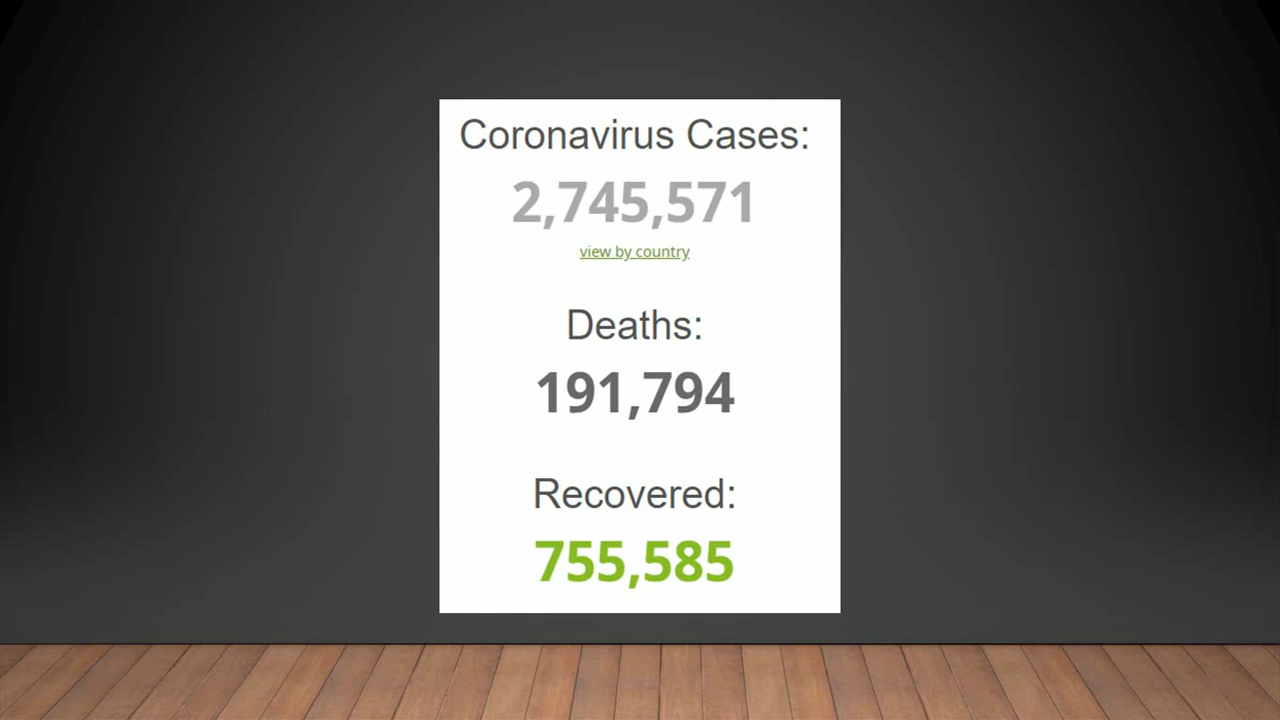 Coronavirus Cases:
2,745,571
view by country
Deaths:
191,794
Recovered:
755,585